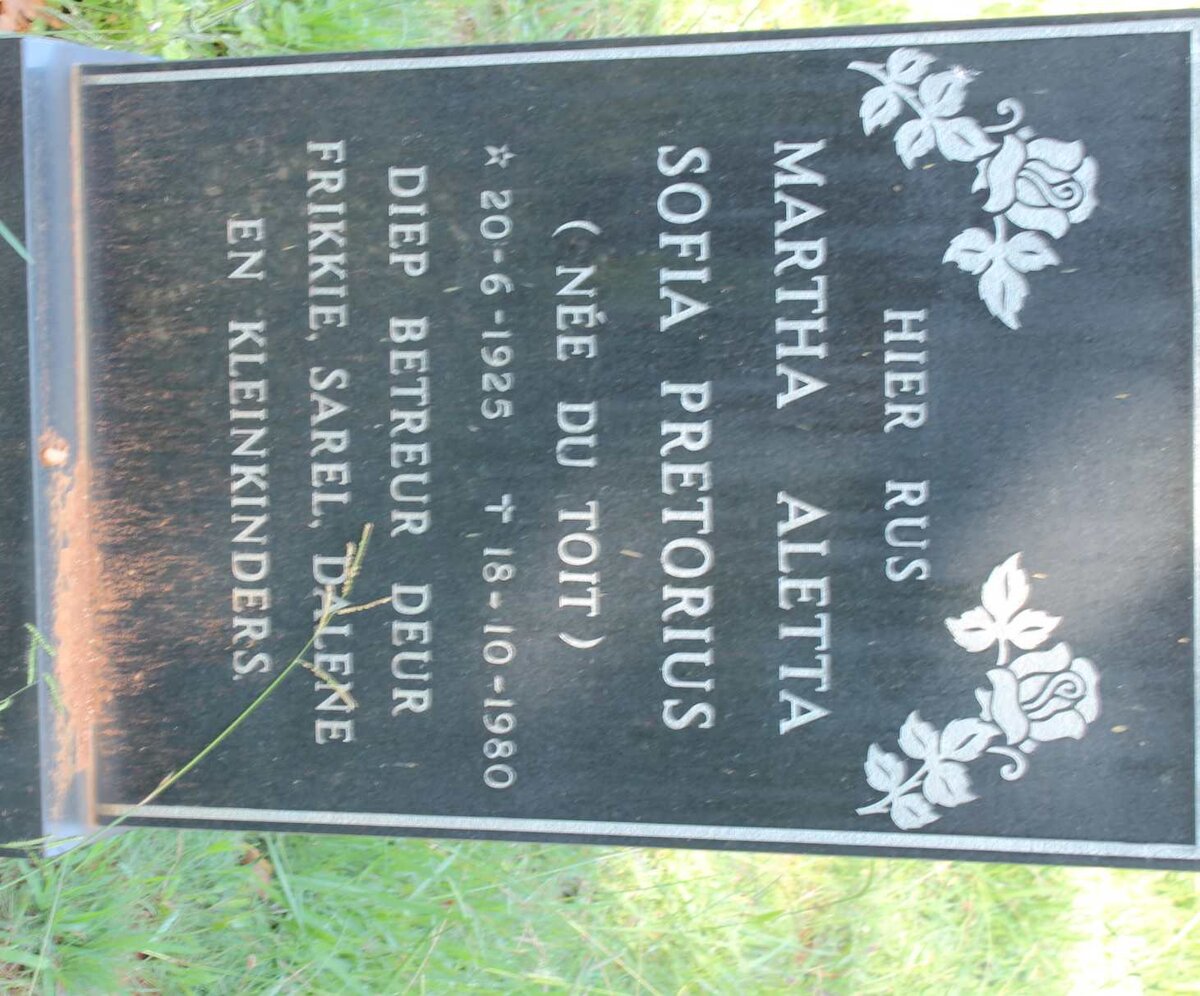 HIER RUS
MARTHA ALETTA
SOFIA PRETORIUS
( NÉE DU TOIT )
☆ 20-6-1925 ✝ 18-10-1980
DIEP BETREUR DEUR
FRIKKIE, SAREL, DALENE
EN KLEINKINDERS.